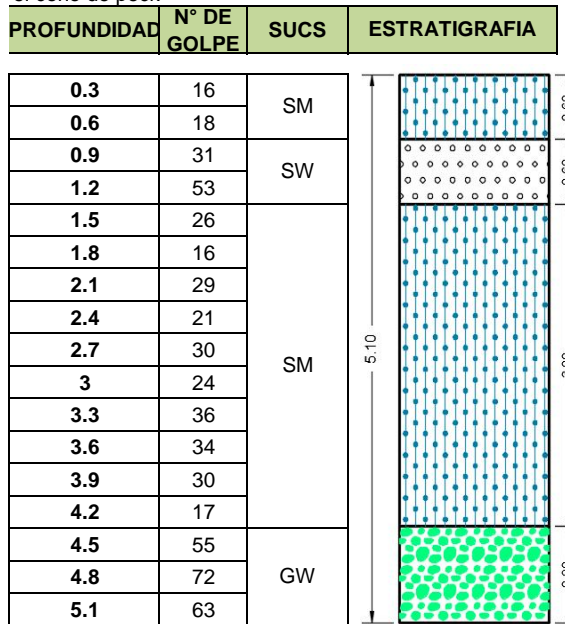 PROFUNDIDAD N° DE GOLPE SUCS ESTRATIGRAFIA
0.3 16 SM
0.6 18
0.9 31 SW
1.2 53
1.5 26 SM
1.8 16
2.1 29
2.4 21
2.7 30
3 24
3.3 36
3.6 34
3.9 30
4.2 17
4.5 55 GW
4.8 72
5.1 63
5.10